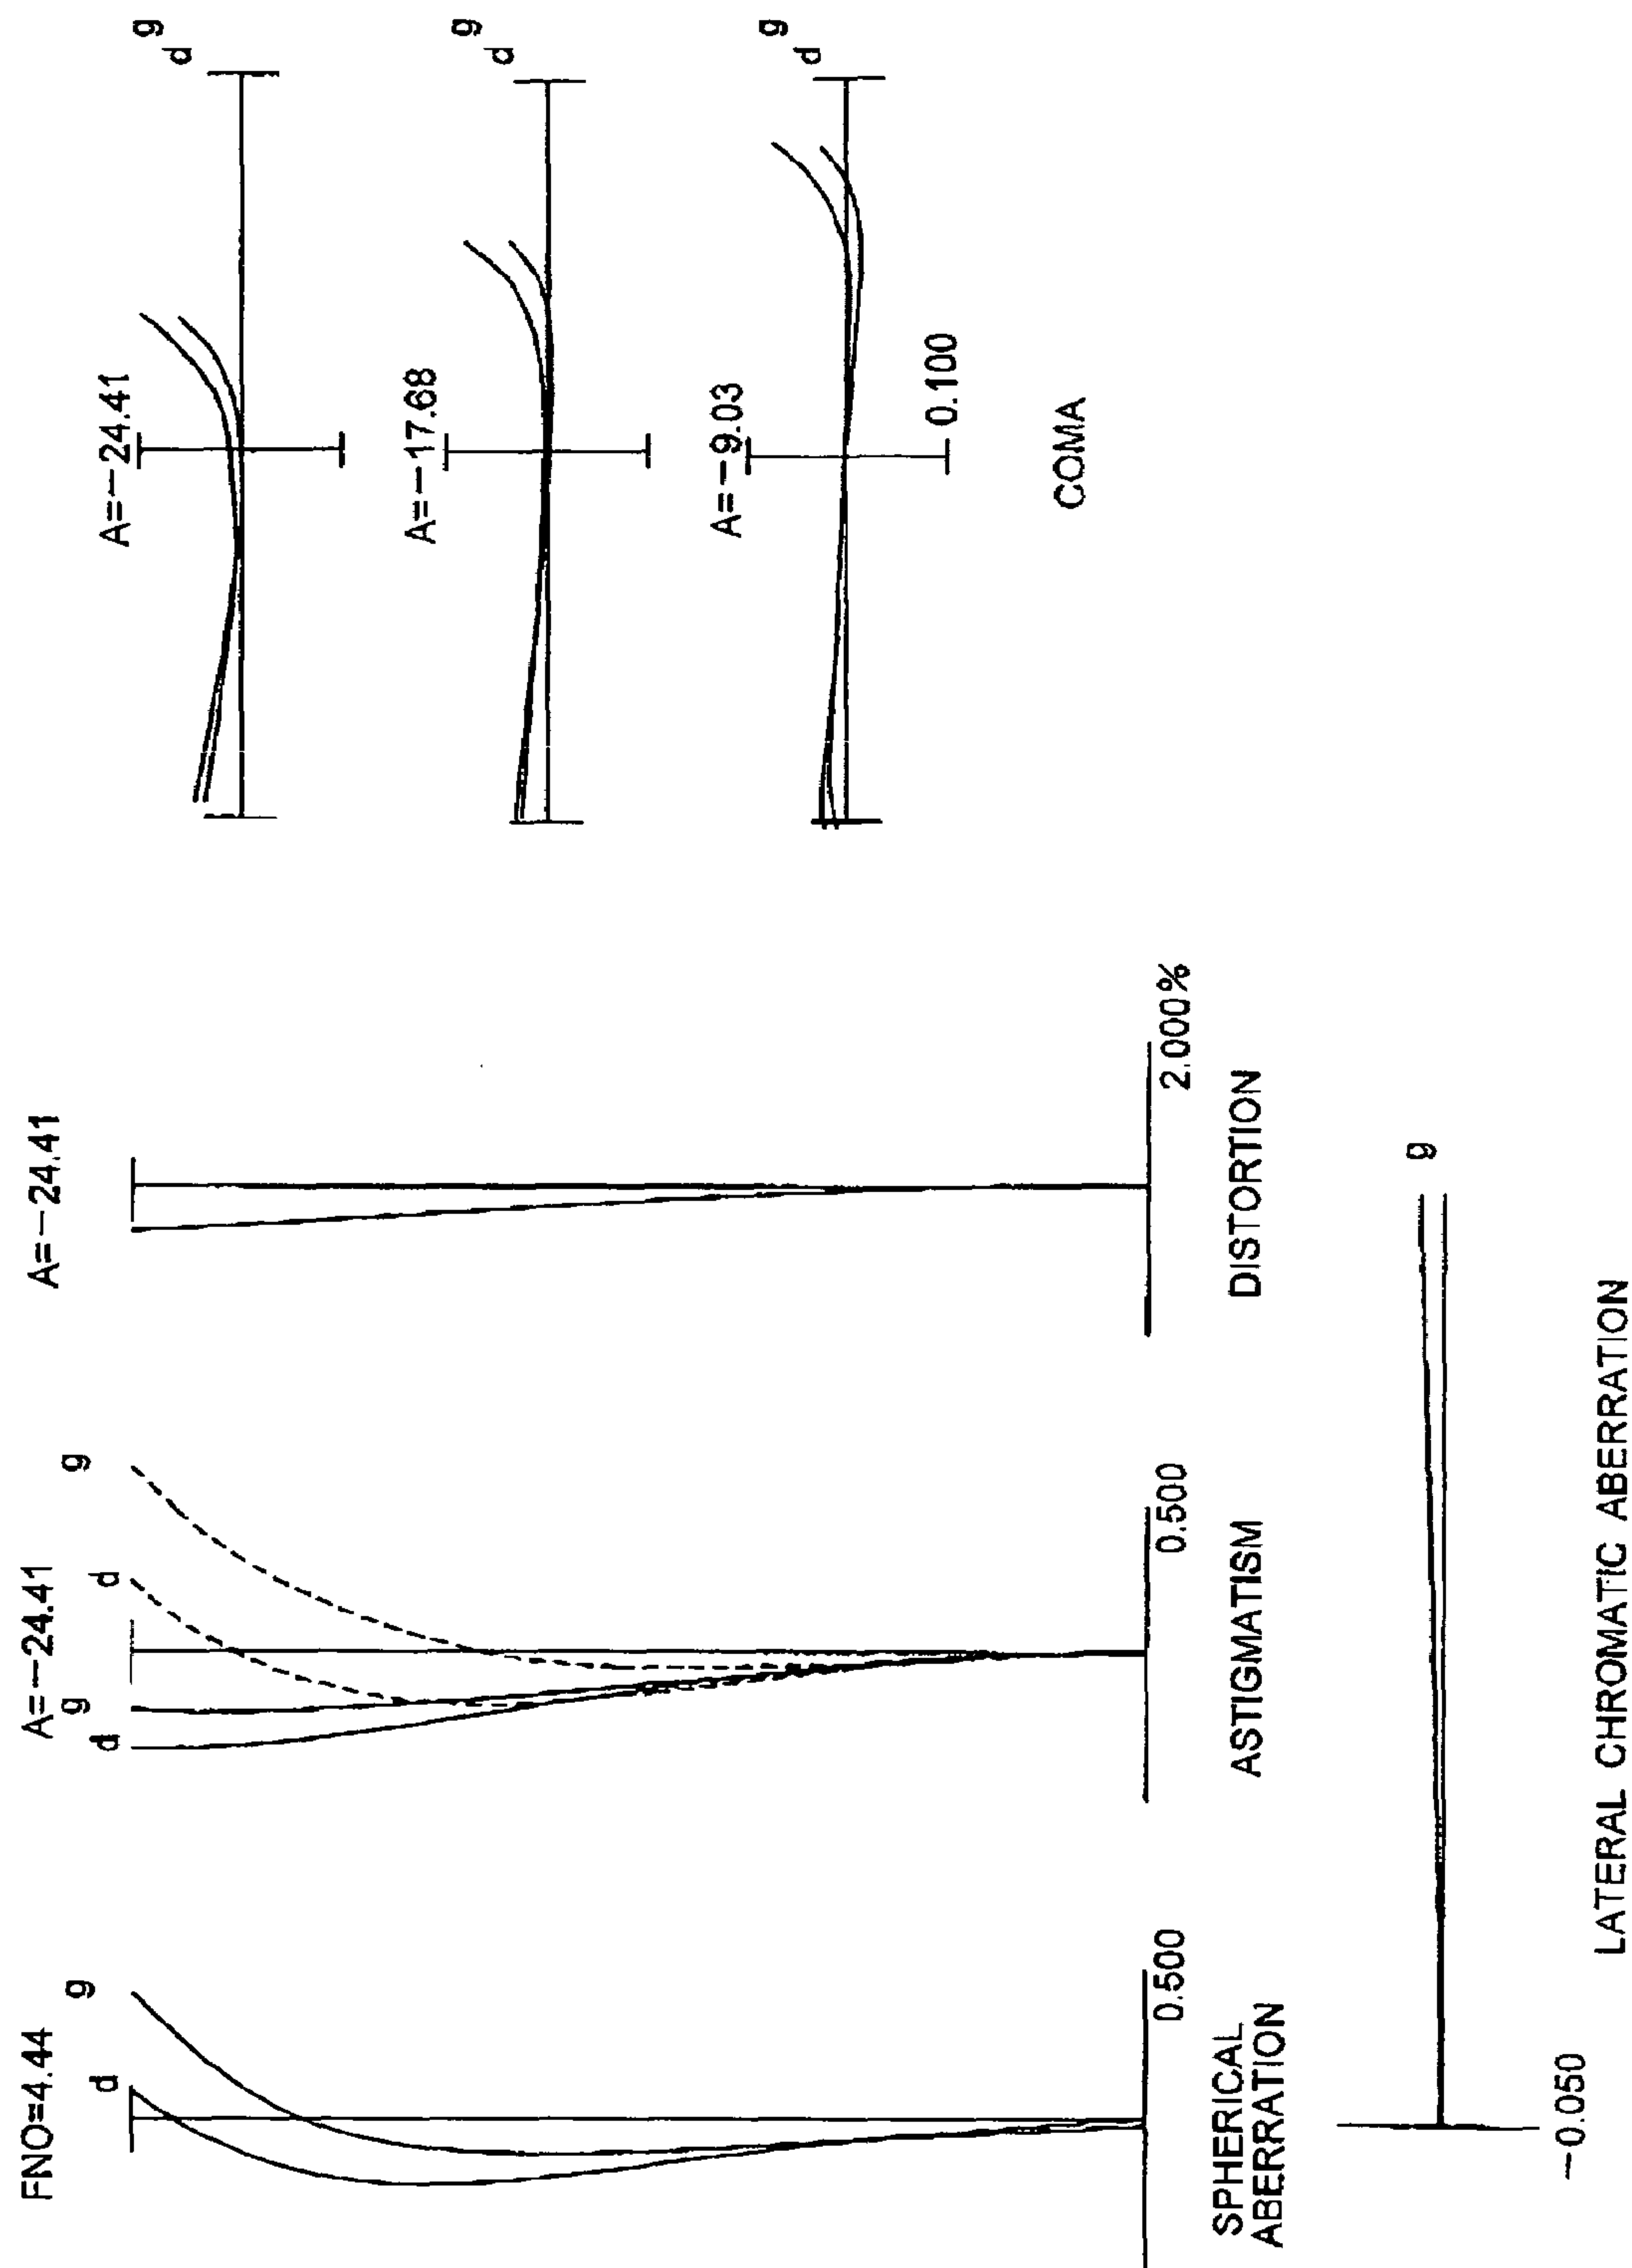 FNO=4.44
d
g
0.500
SPHERICAL
ABERRATION
A=−24.41
d
g
d
g
0.500
ASTIGMATISM
A=−24.41
2.000%
DISTORTION
A=−24.41
d
g
A=−17.68
d
g
A=−9.03
d
g
0.100
COMA
g
−0.050
LATERAL CHROMATIC ABERRATION